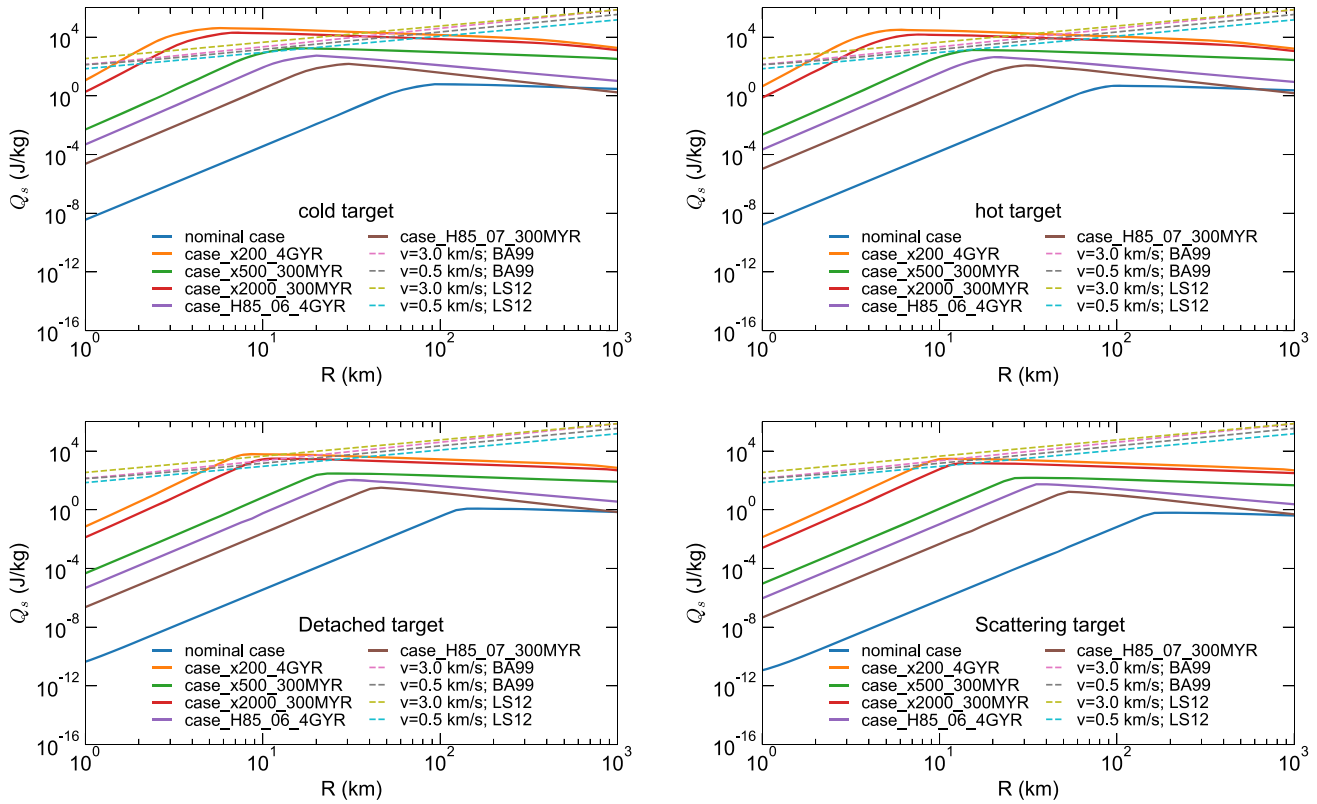 10^4
10^0
10^-4
10^-8
10^-12
10^-16
Q_s (J/kg)
cold target
nominal case
case_x200_4GYR
case_x500_300MYR
case_x2000_300MYR
case_H85_06_4GYR
case_H85_07_300MYR
v=3.0 km/s; BA99
v=0.5 km/s; BA99
v=3.0 km/s; LS12
v=0.5 km/s; LS12
10^0 10^1 10^2 10^3
R (km)
10^4
10^0
10^-4
10^-8
10^-12
10^-16
Q_s (J/kg)
hot target
nominal case
case_x200_4GYR
case_x500_300MYR
case_x2000_300MYR
case_H85_06_4GYR
case_H85_07_300MYR
v=3.0 km/s; BA99
v=0.5 km/s; BA99
v=3.0 km/s; LS12
v=0.5 km/s; LS12
10^0 10^1 10^2 10^3
R (km)
10^4
10^0
10^-4
10^-8
10^-12
10^-16
Q_s (J/kg)
Detached target
nominal case
case_x200_4GYR
case_x500_300MYR
case_x2000_300MYR
case_H85_06_4GYR
case_H85_07_300MYR
v=3.0 km/s; BA99
v=0.5 km/s; BA99
v=3.0 km/s; LS12
v=0.5 km/s; LS12
10^0 10^1 10^2 10^3
R (km)
10^4
10^0
10^-4
10^-8
10^-12
10^-16
Q_s (J/kg)
Scattering target
nominal case
case_x200_4GYR
case_x500_300MYR
case_x2000_300MYR
case_H85_06_4GYR
case_H85_07_300MYR
v=3.0 km/s; BA99
v=0.5 km/s; BA99
v=3.0 km/s; LS12
v=0.5 km/s; LS12
10^0 10^1 10^2 10^3
R (km)